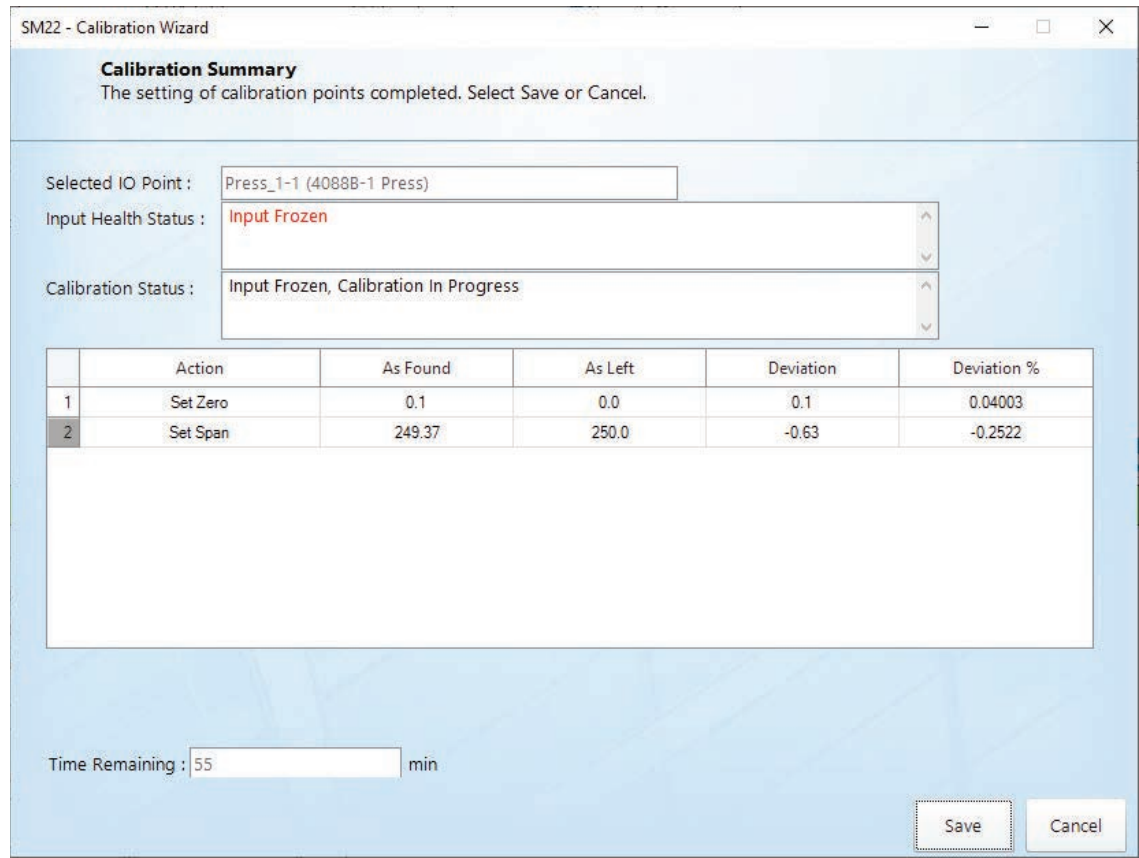 SM22 - Calibration Wizard
Calibration Summary
The setting of calibration points completed. Select Save or Cancel.
Selected IO Point : Press_1-1 (4088B-1 Press)
Input Health Status : Input Frozen
Calibration Status : Input Frozen, Calibration In Progress
Action As Found As Left Deviation Deviation %
1 Set Zero 0.1 0.0 0.1 0.04003
2 Set Span 249.37 250.0 -0.63 -0.2522
Time Remaining : 55 min
Save Cancel